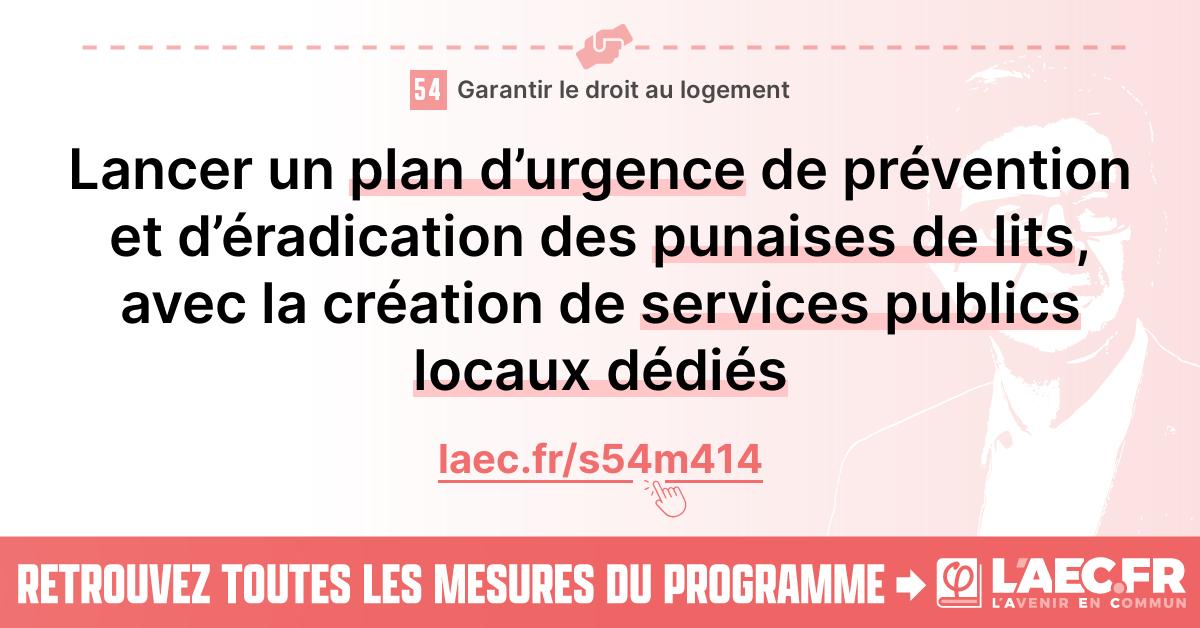 54 Garantir le droit au logement
Lancer un plan d’urgence de prévention
et d’éradication des punaises de lits,
avec la création de services publics
locaux dédiés
laec.fr/s54m414
RETROUVEZ TOUTES LES MESURES DU PROGRAMME ➡ φ L'AEC.FR
L'AVENIR EN COMMUN